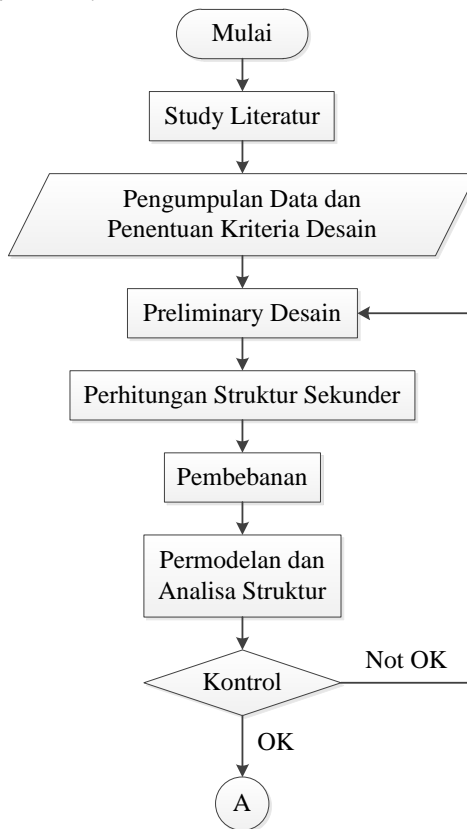 Mulai
Study Literatur
Pengumpulan Data dan
Penentuan Kriteria Desain
Preliminary Desain
Perhitungan Struktur Sekunder
Pembebanan
Permodelan dan
Analisa Struktur
Kontrol
Not OK
OK
A